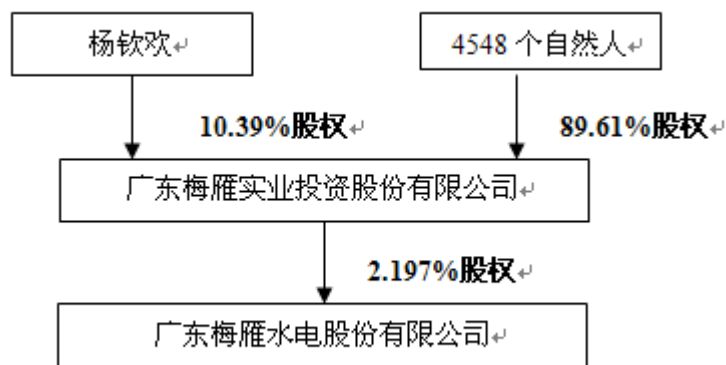 杨钦欢
4548 个自然人
10.39%股权
89.61%股权
广东梅雁实业投资股份有限公司
2.197%股权
广东梅雁水电股份有限公司